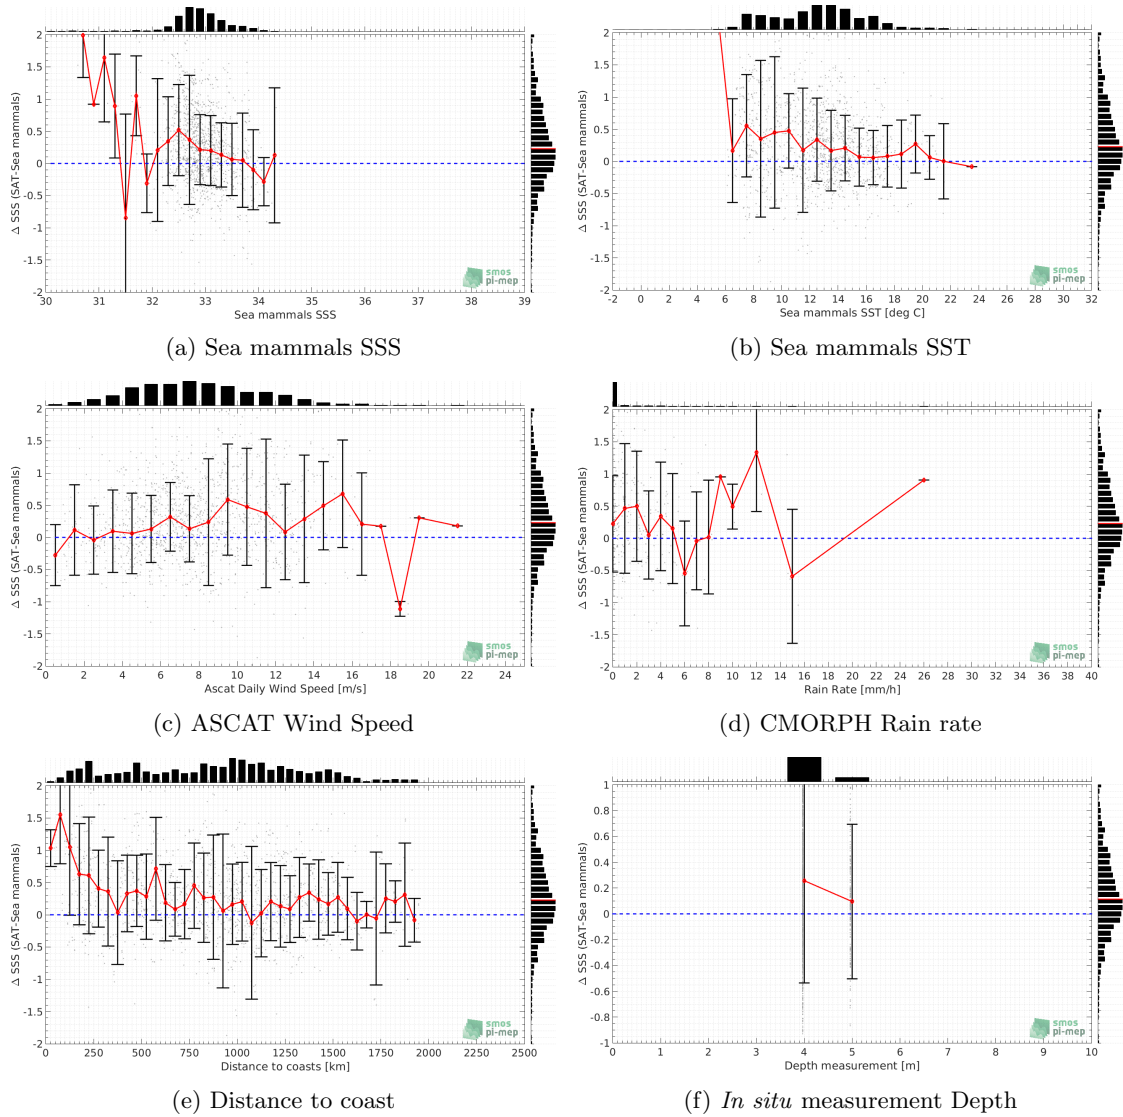 2
1.5
1
0.5
0
-0.5
-1
-1.5
-2
Δ SSS (SAT-Sea mammals)
30 31 32 33 34 35 36 37 38 39
Sea mammals SSS
smos
pi-mep
(a) Sea mammals SSS
2
1.5
1
0.5
0
-0.5
-1
-1.5
-2
Δ SSS (SAT-Sea mammals)
-2 0 2 4 6 8 10 12 14 16 18 20 22 24 26 28 30 32
Sea mammals SST [deg C]
smos
pi-mep
(b) Sea mammals SST
2
1.5
1
0.5
0
-0.5
-1
-1.5
-2
Δ SSS (SAT-Sea mammals)
0 2 4 6 8 10 12 14 16 18 20 22 24
Ascat Daily Wind Speed [m/s]
smos
pi-mep
(c) ASCAT Wind Speed
2
1.5
1
0.5
0
-0.5
-1
-1.5
-2
Δ SSS (SAT-Sea mammals)
0 2 4 6 8 10 12 14 16 18 20 22 24 26 28 30 32 34 36 38 40
Rain Rate [mm/h]
smos
pi-mep
(d) CMORPH Rain rate
2
1.5
1
0.5
0
-0.5
-1
-1.5
-2
Δ SSS (SAT-Sea mammals)
0 250 500 750 1000 1250 1500 1750 2000 2250 2500
Distance to coasts [km]
smos
pi-mep
(e) Distance to coast
1
0.8
0.6
0.4
0.2
0
-0.2
-0.4
-0.6
-0.8
-1
Δ SSS (SAT-Sea mammals)
0 1 2 3 4 5 6 7 8 9 10
Depth measurement [m]
smos
pi-mep
(f) In situ measurement Depth